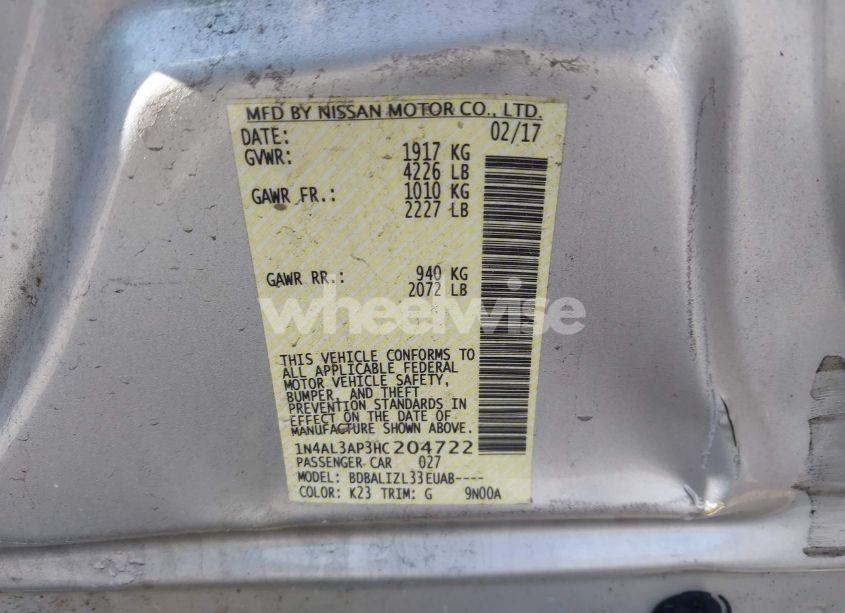 MFD BY NISSAN MOTOR CO., LTD.
DATE: 02/17
GVWR: 1917 KG
4226 LB
GAWR FR.: 1010 KG
2227 LB
GAWR RR.: 940 KG
2072 LB
wheelwise
THIS VEHICLE CONFORMS TO
ALL APPLICABLE FEDERAL
MOTOR VEHICLE SAFETY,
BUMPER, AND THEFT
PREVENTION STANDARDS IN
EFFECT ON THE DATE OF
MANUFACTURE SHOWN ABOVE.
1N4AL3AP3HC204722
PASSENGER CAR 027
MODEL: BDBALIZL33EUAB----
COLOR: K23 TRIM: G 9N00A